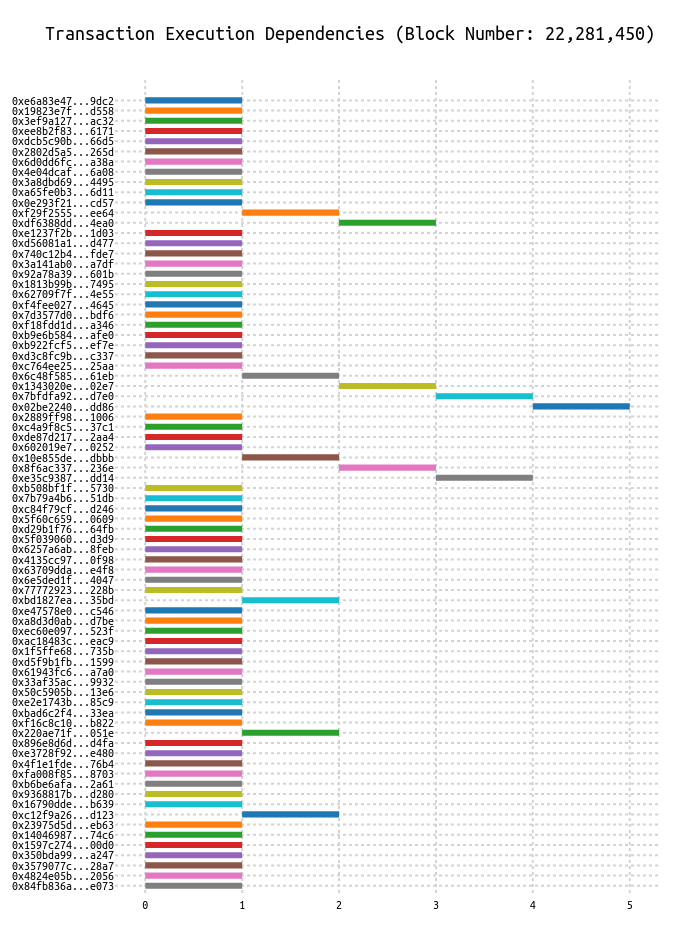 Transaction Execution Dependencies (Block Number: 22,281,450)
0xe6a83e47...9dc2
0x19823e7f...d558
0x3ef9a127...ac32
0xee8b2f83...6171
0xdcb5c90b...66d5
0x2802d5a5...265d
0x6d0dd6fc...a38a
0x4e04dcaf...6a08
0x3a8dbd69...4495
0xa65fe0b3...6d11
0x0e293f21...cd57
0xf29f2555...ee64
0xdf6388dd...4ea0
0xe1237f2b...1d03
0xd56081a1...d477
0x740c12b4...fde7
0x3a141ab0...a7df
0x92a78a39...601b
0x1813b99b...7495
0x62709f7f...4e55
0xf4fee027...4645
0x7d3577d0...bdf6
0xf18fdd1d...a346
0xb9e6b584...afe0
0xb922fcf5...ef7e
0xd3c8fc9b...c337
0xc764ee25...25aa
0x6c48f585...61eb
0x1343020e...02e7
0x7bfdfa92...d7e0
0x02be2240...dd86
0x2889ff98...1006
0xc4a9f8c5...37c1
0xde87d217...2aa4
0x602019e7...0252
0x10e855de...dbbb
0x8f6ac337...236e
0xe35c9387...dd14
0xb508bf1f...5730
0x7b79a4b6...51db
0xc84f79cf...d246
0x5f60c659...0609
0xd29b1f76...64fb
0x5f039060...d3d9
0x6257a6ab...8feb
0x4135cc97...0f98
0x63709dda...e4f8
0x6e5ded1f...4047
0x77772923...228b
0xbd1827ea...35bd
0xe47578e0...c546
0xa8d3d0ab...d7be
0xec60e097...523f
0xac18483c...eac9
0x1f5ffe68...735b
0xd5f9b1fb...1599
0x61943fc6...a7a0
0x33af35ac...9932
0x50c5905b...13e6
0xe2e1743b...85c9
0xbad6c2f4...33ea
0xf16c8c10...b822
0x220ae71f...051e
0x896e8d6d...d4fa
0xe3728f92...e480
0x4f1e1fde...76b4
0xfa008f85...8703
0xb6be6afa...2a61
0x9368817b...d280
0x16790dde...b639
0xc12f9a26...d123
0x23975d5d...eb63
0x14046987...74c6
0x1597c274...00d0
0x350bda99...a247
0x3579077c...28a7
0x4824e05b...2056
0x84fb836a...e073
0 1 2 3 4 5